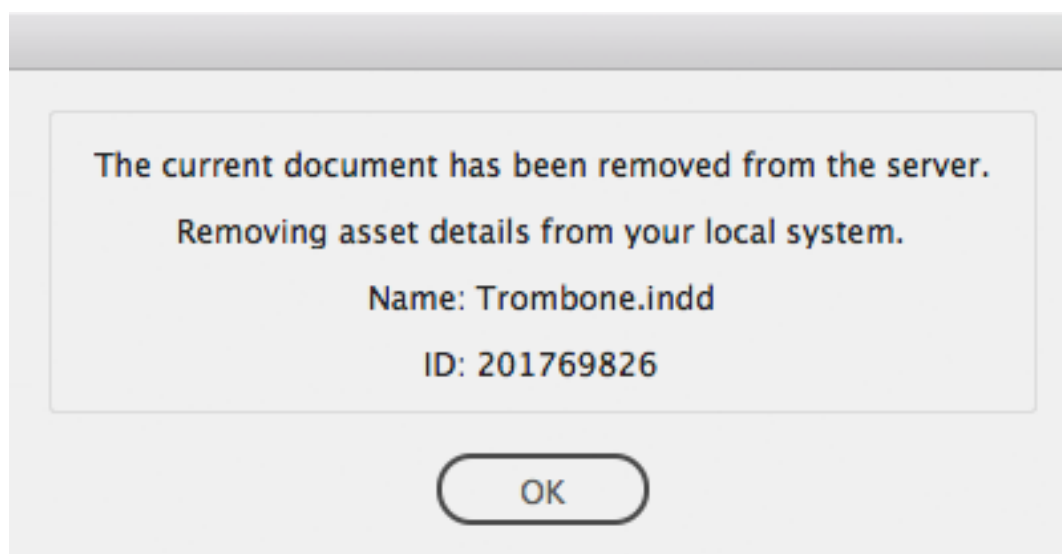 The current document has been removed from the server.
Removing asset details from your local system.
Name: Trombone.indd
ID: 201769826
OK